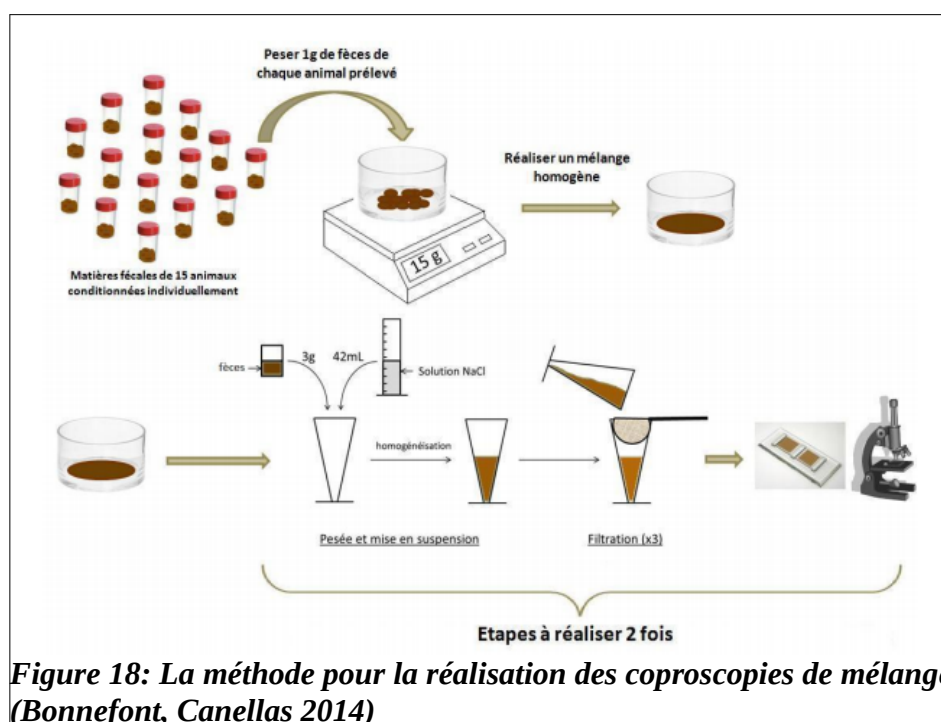 Peser 1g de fèces de
chaque animal prélevé
Réaliser un mélange
homogène
15 g
Matières fécales de 15 animaux
conditionnées individuellement
fèces
3g
42mL
Solution NaCl
homogénéisation
Pesée et mise en suspension
Filtration (x3)
Etapes à réaliser 2 fois
Figure 18: La méthode pour la réalisation des coproscopies de mélange
(Bonnefont, Canellas 2014)